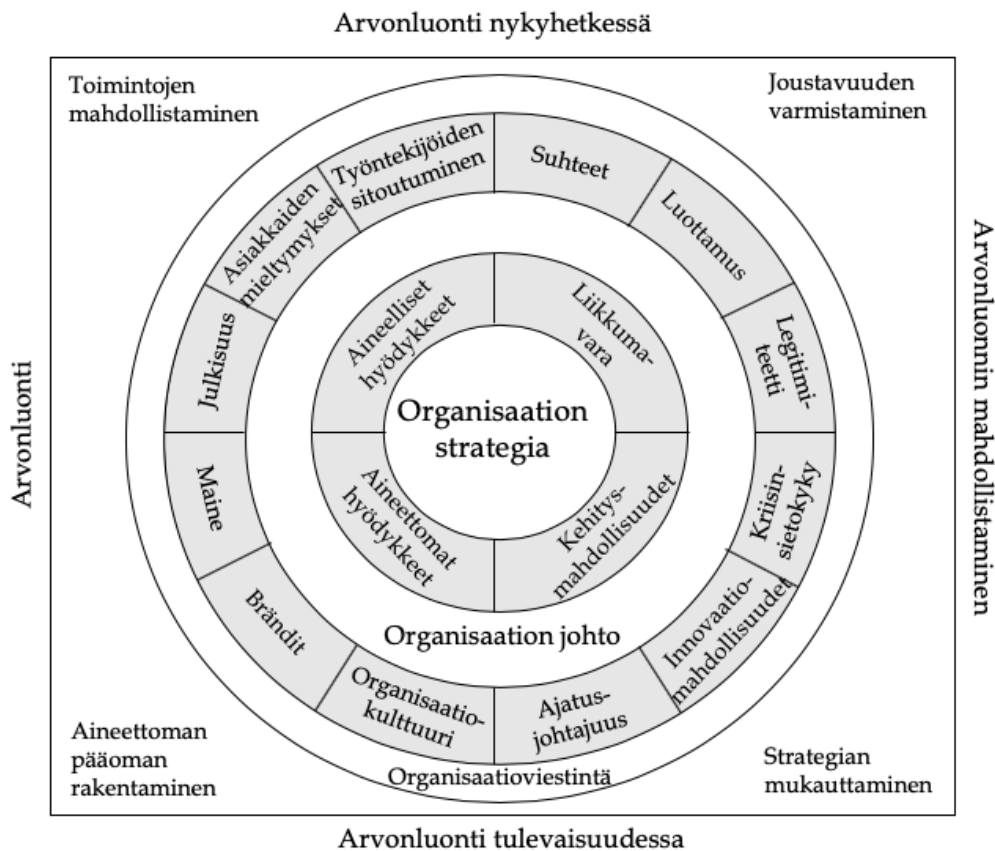 Arvonluonti nykyhetkessä
Toimintojen
mahdollistaminen
Joustavuuden
varmistaminen
Työntekijöiden
sitoutuminen
Suhteet
Asiakkaiden
mieltymykset
Luottamus
Julkisuus
Legitimi-
teetti
Aineelliset
hyödykkeet
Liikkuma-
vara
Arvonluonti
Organisaation
strategia
Arvonluonnin mahdollistaminen
Maine
Aineettomat
hyödykkeet
Kehitys-
mahdollisuudet
Kriisin-
sietokyky
Brändit
Organisaation johto
Innovaatio-
mahdollisuudet
Organisaatio-
kulttuuri
Ajatus-
johtajuus
Aineettoman
pääoman
rakentaminen
Organisaatioviestintä
Strategian
mukauttaminen
Arvonluonti tulevaisuudessa